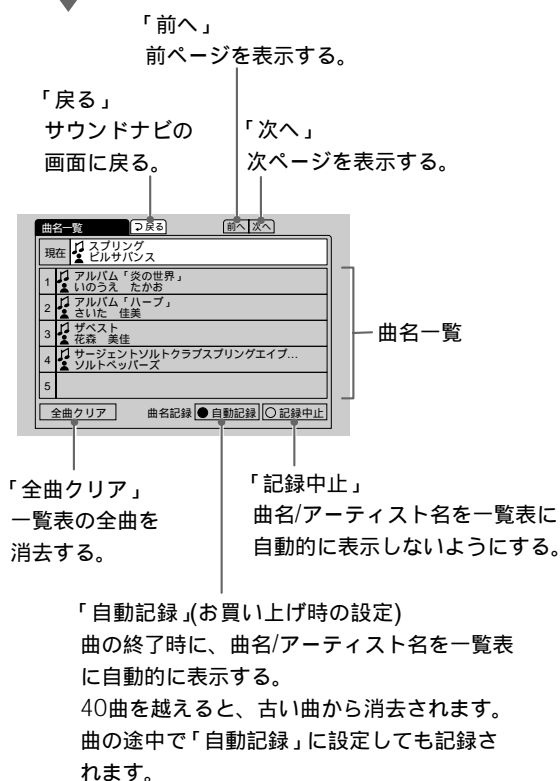 「前へ」
前ページを表示する。
「戻る」
サウンドナビの
画面に戻る。
「次へ」
次ページを表示する。
曲名一覧
戻る
前へ 次へ
現在
スプリング
ビルサバンス
1
アルバム「炎の世界」
いのうえ たかお
2
アルバム「ハーブ」
さいた 佳美
3
ザベスト
花森 美佳
4
サージェントソルトクラブスプリングエイプ...
ソルトペッパーズ
5
全曲クリア 曲名記録 ●自動記録 ○記録中止
曲名一覧
「全曲クリア」
一覧表の全曲を
消去する。
「記録中止」
曲名/アーティスト名を一覧表に
自動的に表示しないようにする。
「自動記録」(お買い上げ時の設定)
曲の終了時に、曲名/アーティスト名を一覧表
に自動的に表示する。
40曲を越えると、古い曲から消去されます。
曲の途中で「自動記録」に設定しても記録さ
れます。